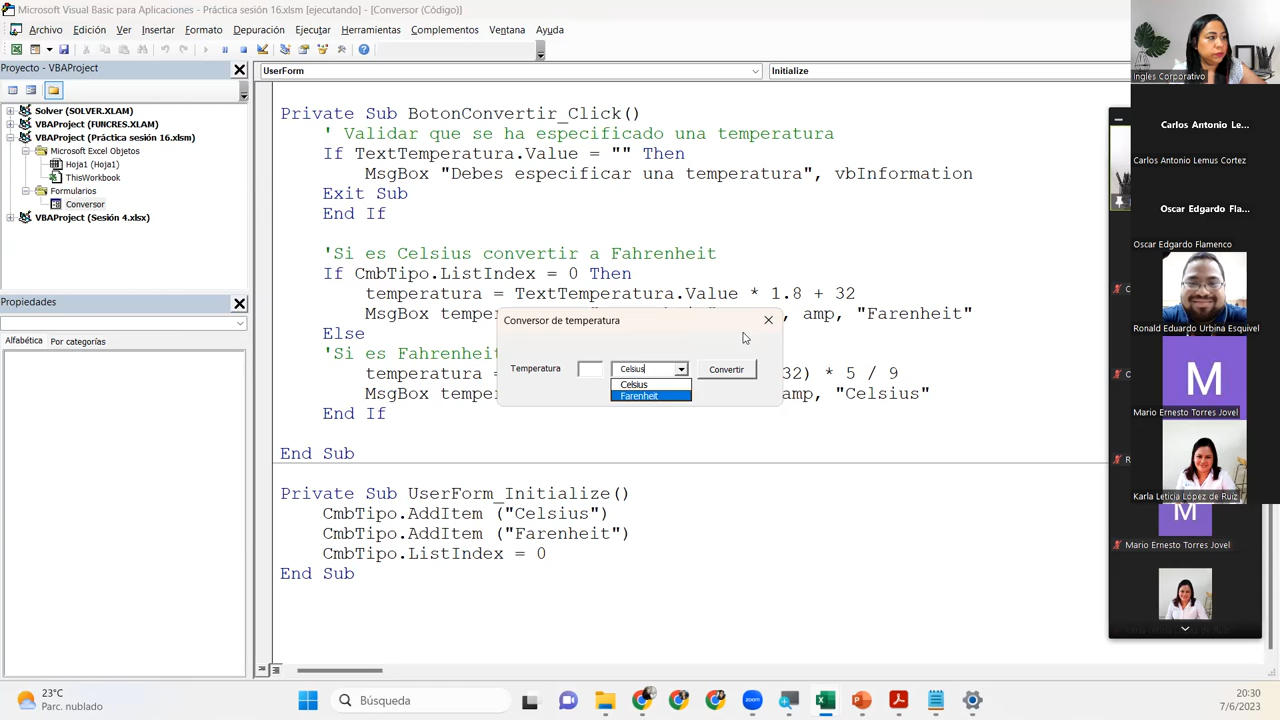 Microsoft Visual Basic para Aplicaciones - Práctica sesión 16.xlsm [ejecutando] - [Conversor (Código)]
Archivo Edición Ver Insertar Formato Depuración Ejecutar Herramientas Complementos Ventana Ayuda
Proyecto - VBAProject
Solver (SOLVER.XLAM)
VBAProject (FUNCRES.XLAM)
VBAProject (Práctica sesión 16.xlsm)
Microsoft Excel Objetos
Hoja1 (Hoja1)
ThisWorkbook
Formularios
Conversor
VBAProject (Sesión 4.xlsx)
Propiedades
Alfabética Por categorías
UserForm Initialize
Private Sub BotonConvertir_Click()
' Validar que se ha especificado una temperatura
If TextTemperatura.Value = "" Then
MsgBox "Debes especificar una temperatura", vbInformation
Exit Sub
End If
'Si es Celsius convertir a Fahrenheit
If CmbTipo.ListIndex = 0 Then
temperatura = TextTemperatura.Value * 1.8 + 32
MsgBox tempe , amp, "Farenheit"
Else
'Si es Fahrenheit
temperatura = 32) * 5 / 9
MsgBox tempe amp, "Celsius"
End If
End Sub
Private Sub UserForm_Initialize()
CmbTipo.AddItem ("Celsius")
CmbTipo.AddItem ("Farenheit")
CmbTipo.ListIndex = 0
End Sub
Conversor de temperatura
Temperatura Celsius Convertir
Celsius
Farenheit
Ingles Corporativo
Carlos Antonio Le...
Carlos Antonio Lemus Cortez
Oscar Edgardo Fla...
Oscar Edgardo Flamenco
Ronald Eduardo Urbina Esquivel
M
Mario Ernesto Torres Jovel
Karla Leticia López de Ruiz
M
Mario Ernesto Torres Jovel
23°C
Parc. nublado
Búsqueda
zoom
20:30
7/6/2023